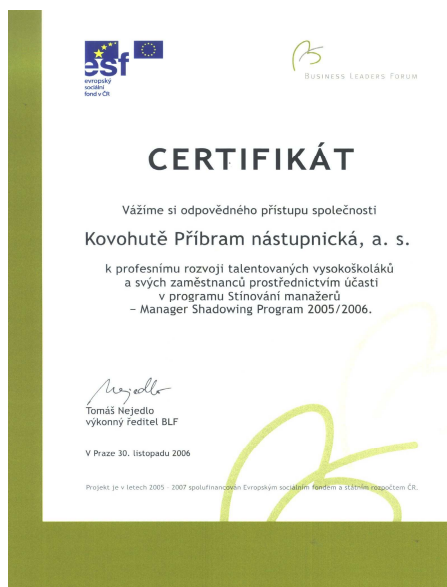 esf
evropský
sociální
fond v ČR
BUSINESS LEADERS FORUM
CERTIFIKÁT
Vážíme si odpovědného přístupu společnosti
Kovohutě Příbram nástupnická, a. s.
k profesnímu rozvoji talentovaných vysokoškoláků
a svých zaměstnanců prostřednictvím účasti
v programu Stínování manažerů
– Manager Shadowing Program 2005/2006.
Nejedlo
Tomáš Nejedlo
výkonný ředitel BLF
V Praze 30. listopadu 2006
Projekt je v letech 2005 - 2007 spolufinancován Evropským sociálním fondem a státním rozpočtem ČR.